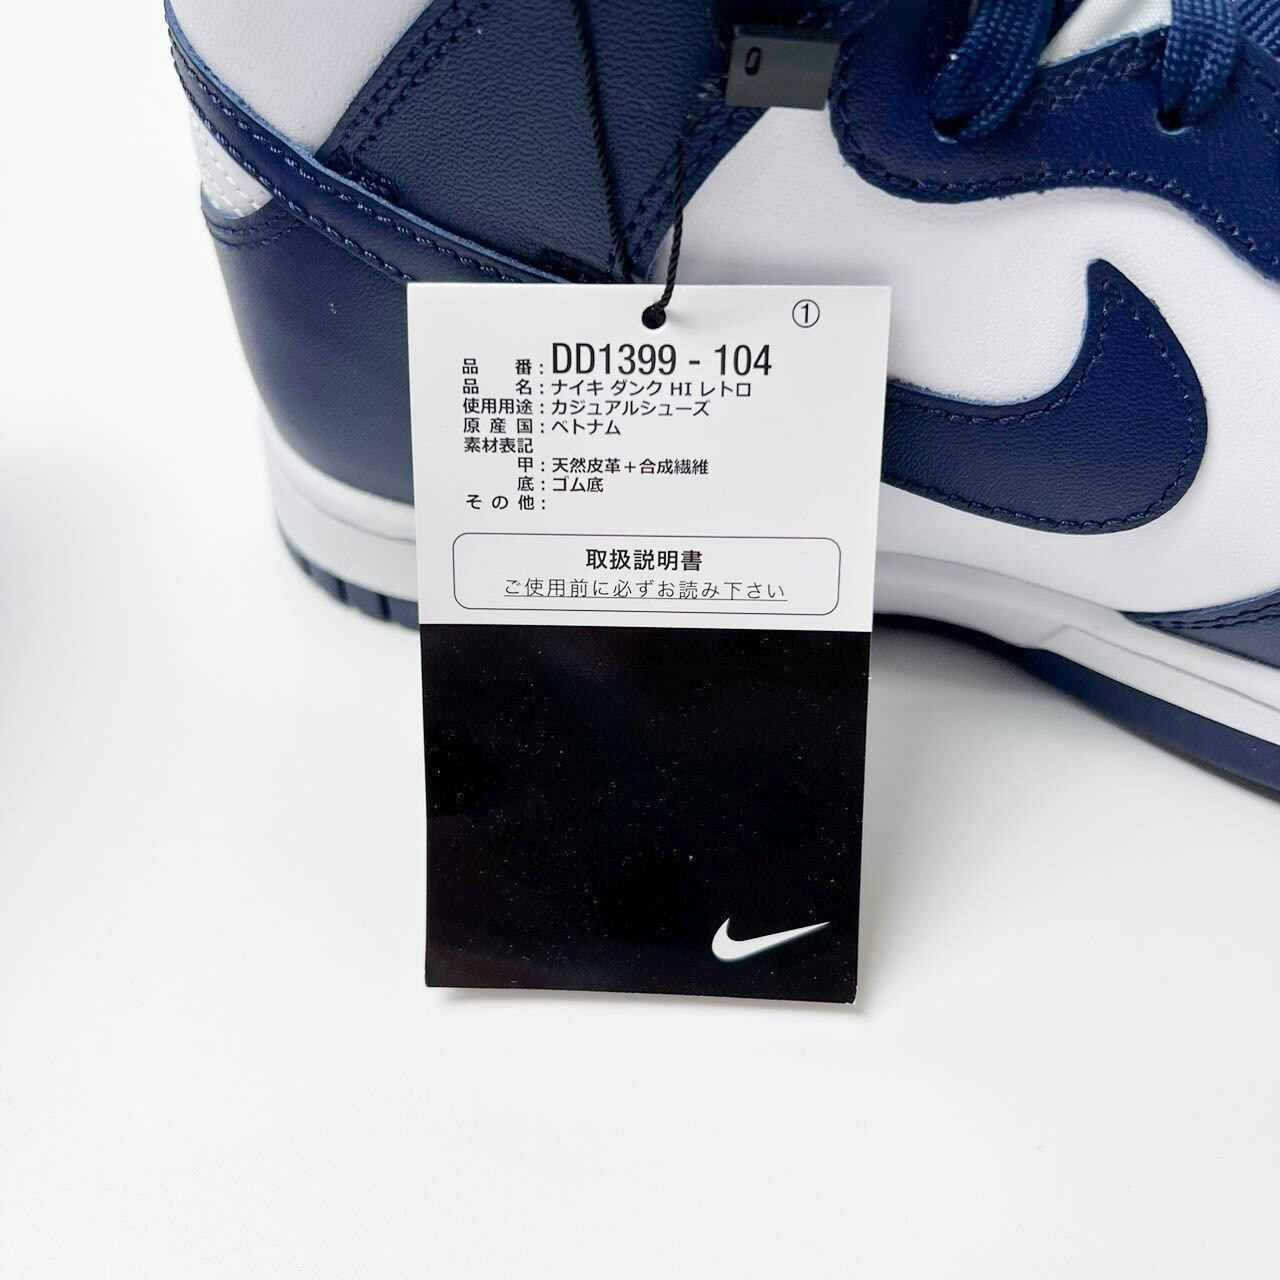 0
①
品番:DD1399 - 104
品名:ナイキ ダンク HI レトロ
使用用途:カジュアルシューズ
原産国:ベトナム
素材表記
甲:天然皮革+合成繊維
底:ゴム底
その他:
取扱説明書
ご使用前に必ずお読み下さい